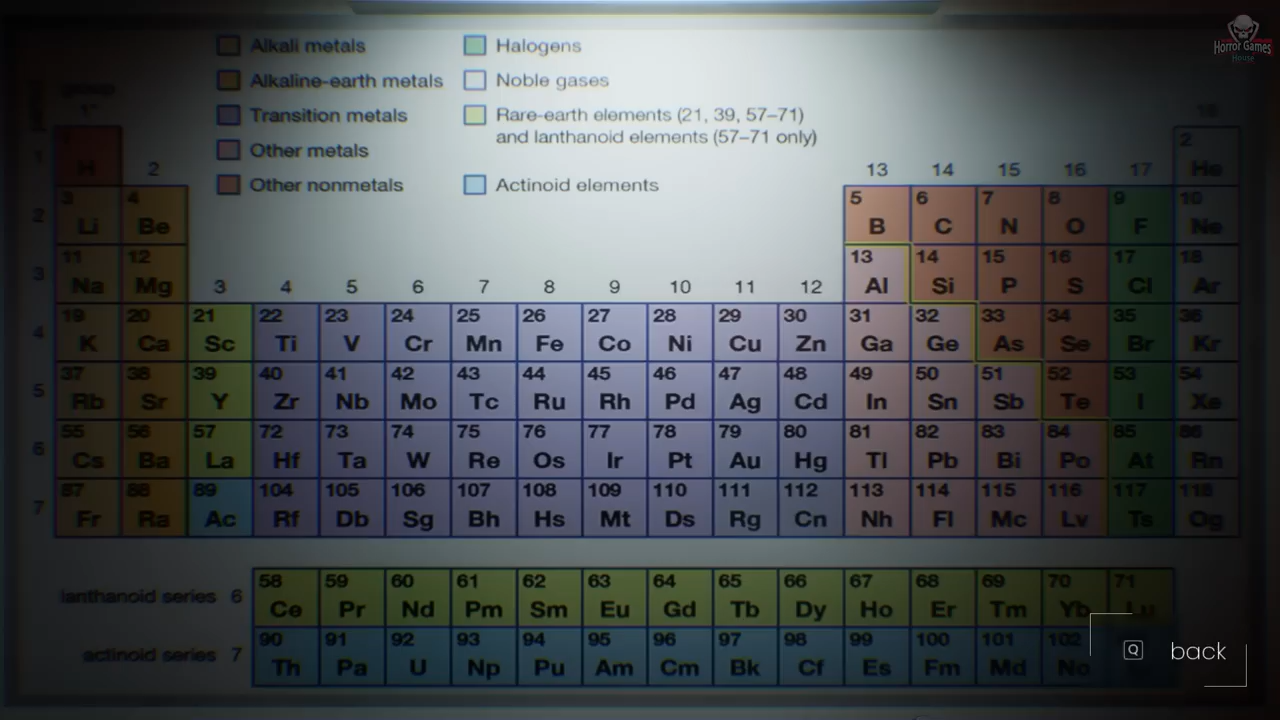 Horror Games
House
Alkali metals
Halogens
Alkaline-earth metals
Noble gases
Transition metals
Rare-earth elements (21, 39, 57–71)
and lanthanoid elements (57–71 only)
Other metals
Other nonmetals
Actinoid elements
group
1
18
2 13 14 15 16 17
2
He
1
H
2
3 4 5 6 7 8 9 10
Li Be B C N O F Ne
3
11 12 13 14 15 16 17 18
Na Mg Al Si P S Cl Ar
3 4 5 6 7 8 9 10 11 12
4
19 20 21 22 23 24 25 26 27 28 29 30 31 32 33 34 35 36
K Ca Sc Ti V Cr Mn Fe Co Ni Cu Zn Ga Ge As Se Br Kr
5
37 38 39 40 41 42 43 44 45 46 47 48 49 50 51 52 53 54
Rb Sr Y Zr Nb Mo Tc Ru Rh Pd Ag Cd In Sn Sb Te I Xe
6
55 56 57 72 73 74 75 76 77 78 79 80 81 82 83 84 85 86
Cs Ba La Hf Ta W Re Os Ir Pt Au Hg Tl Pb Bi Po At Rn
7
87 88 89 104 105 106 107 108 109 110 111 112 113 114 115 116 117 118
Fr Ra Ac Rf Db Sg Bh Hs Mt Ds Rg Cn Nh Fl Mc Lv Ts Og
58 59 60 61 62 63 64 65 66 67 68 69 70 71
lanthanoid series 6 Ce Pr Nd Pm Sm Eu Gd Tb Dy Ho Er Tm Yb Lu
90 91 92 93 94 95 96 97 98 99 100 101 102
actinoid series 7 Th Pa U Np Pu Am Cm Bk Cf Es Fm Md No
Q back